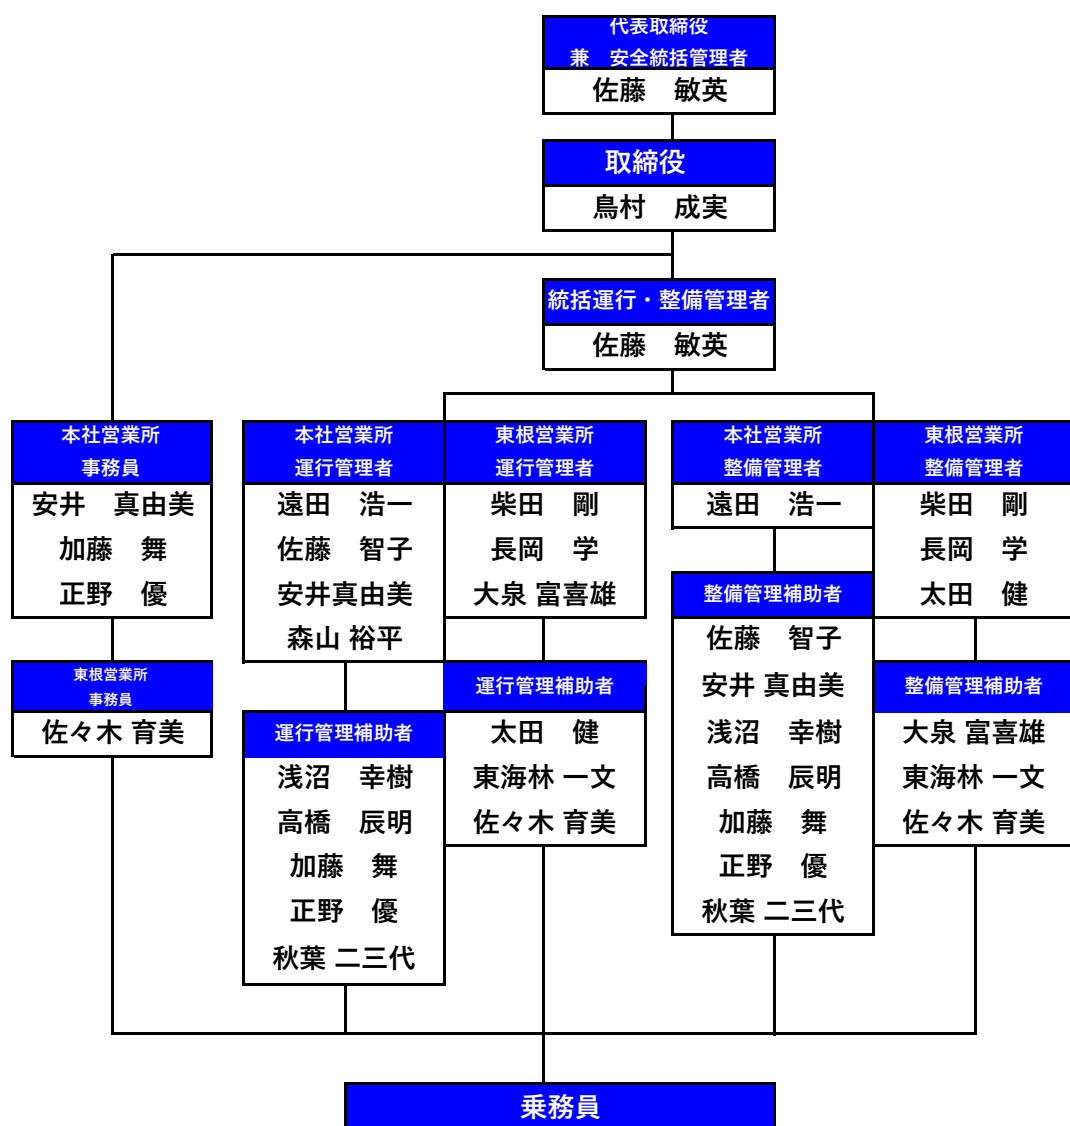 代表取締役
兼　安全統括管理者
佐藤　敏英
取締役
鳥村　成実
統括運行・整備管理者
佐藤　敏英
本社営業所
事務員
安井　真由美
加藤　舞
正野　優
東根営業所
事務員
佐々木 育美
本社営業所
運行管理者
遠田　浩一
佐藤　智子
安井真由美
森山 裕平
運行管理補助者
浅沼　幸樹
高橋　辰明
加藤　舞
正野　優
秋葉 二三代
東根営業所
運行管理者
柴田　剛
長岡　学
大泉 富喜雄
運行管理補助者
太田　健
東海林 一文
佐々木 育美
本社営業所
整備管理者
遠田　浩一
整備管理補助者
佐藤　智子
安井 真由美
浅沼　幸樹
高橋　辰明
加藤　舞
正野　優
秋葉 二三代
東根営業所
整備管理者
柴田　剛
長岡　学
太田　健
整備管理補助者
大泉 富喜雄
東海林 一文
佐々木 育美
乗務員